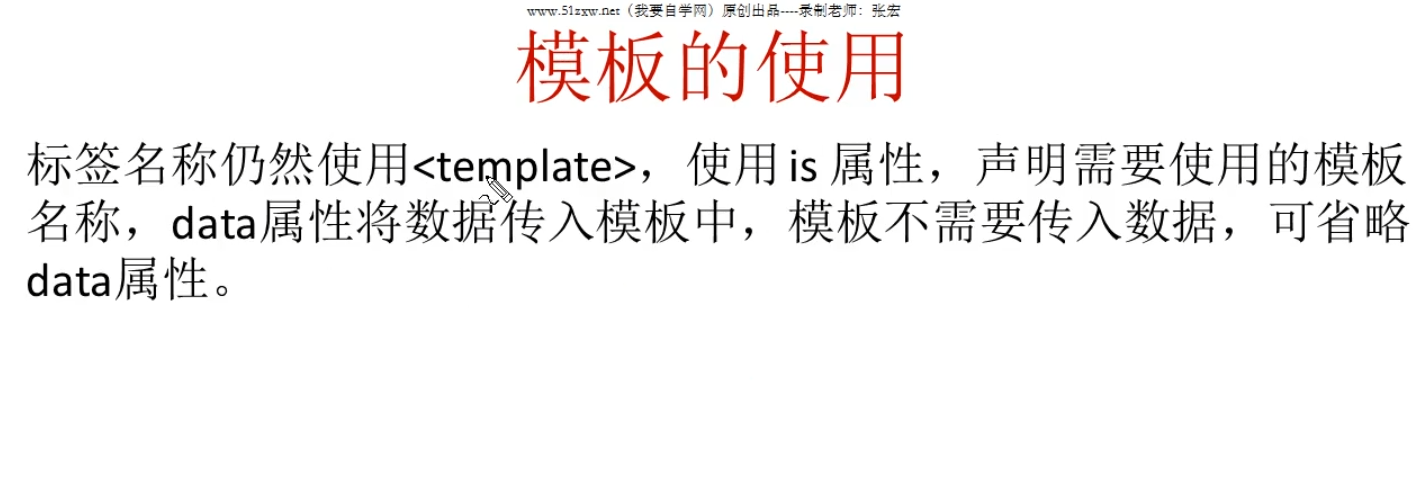 www.51zxw.net（我要自学网）原创出品----录制老师：张宏
模板的使用
标签名称仍然使用<template>，使用 is 属性，声明需要使用的模板
名称，data属性将数据传入模板中，模板不需要传入数据，可省略
data属性。